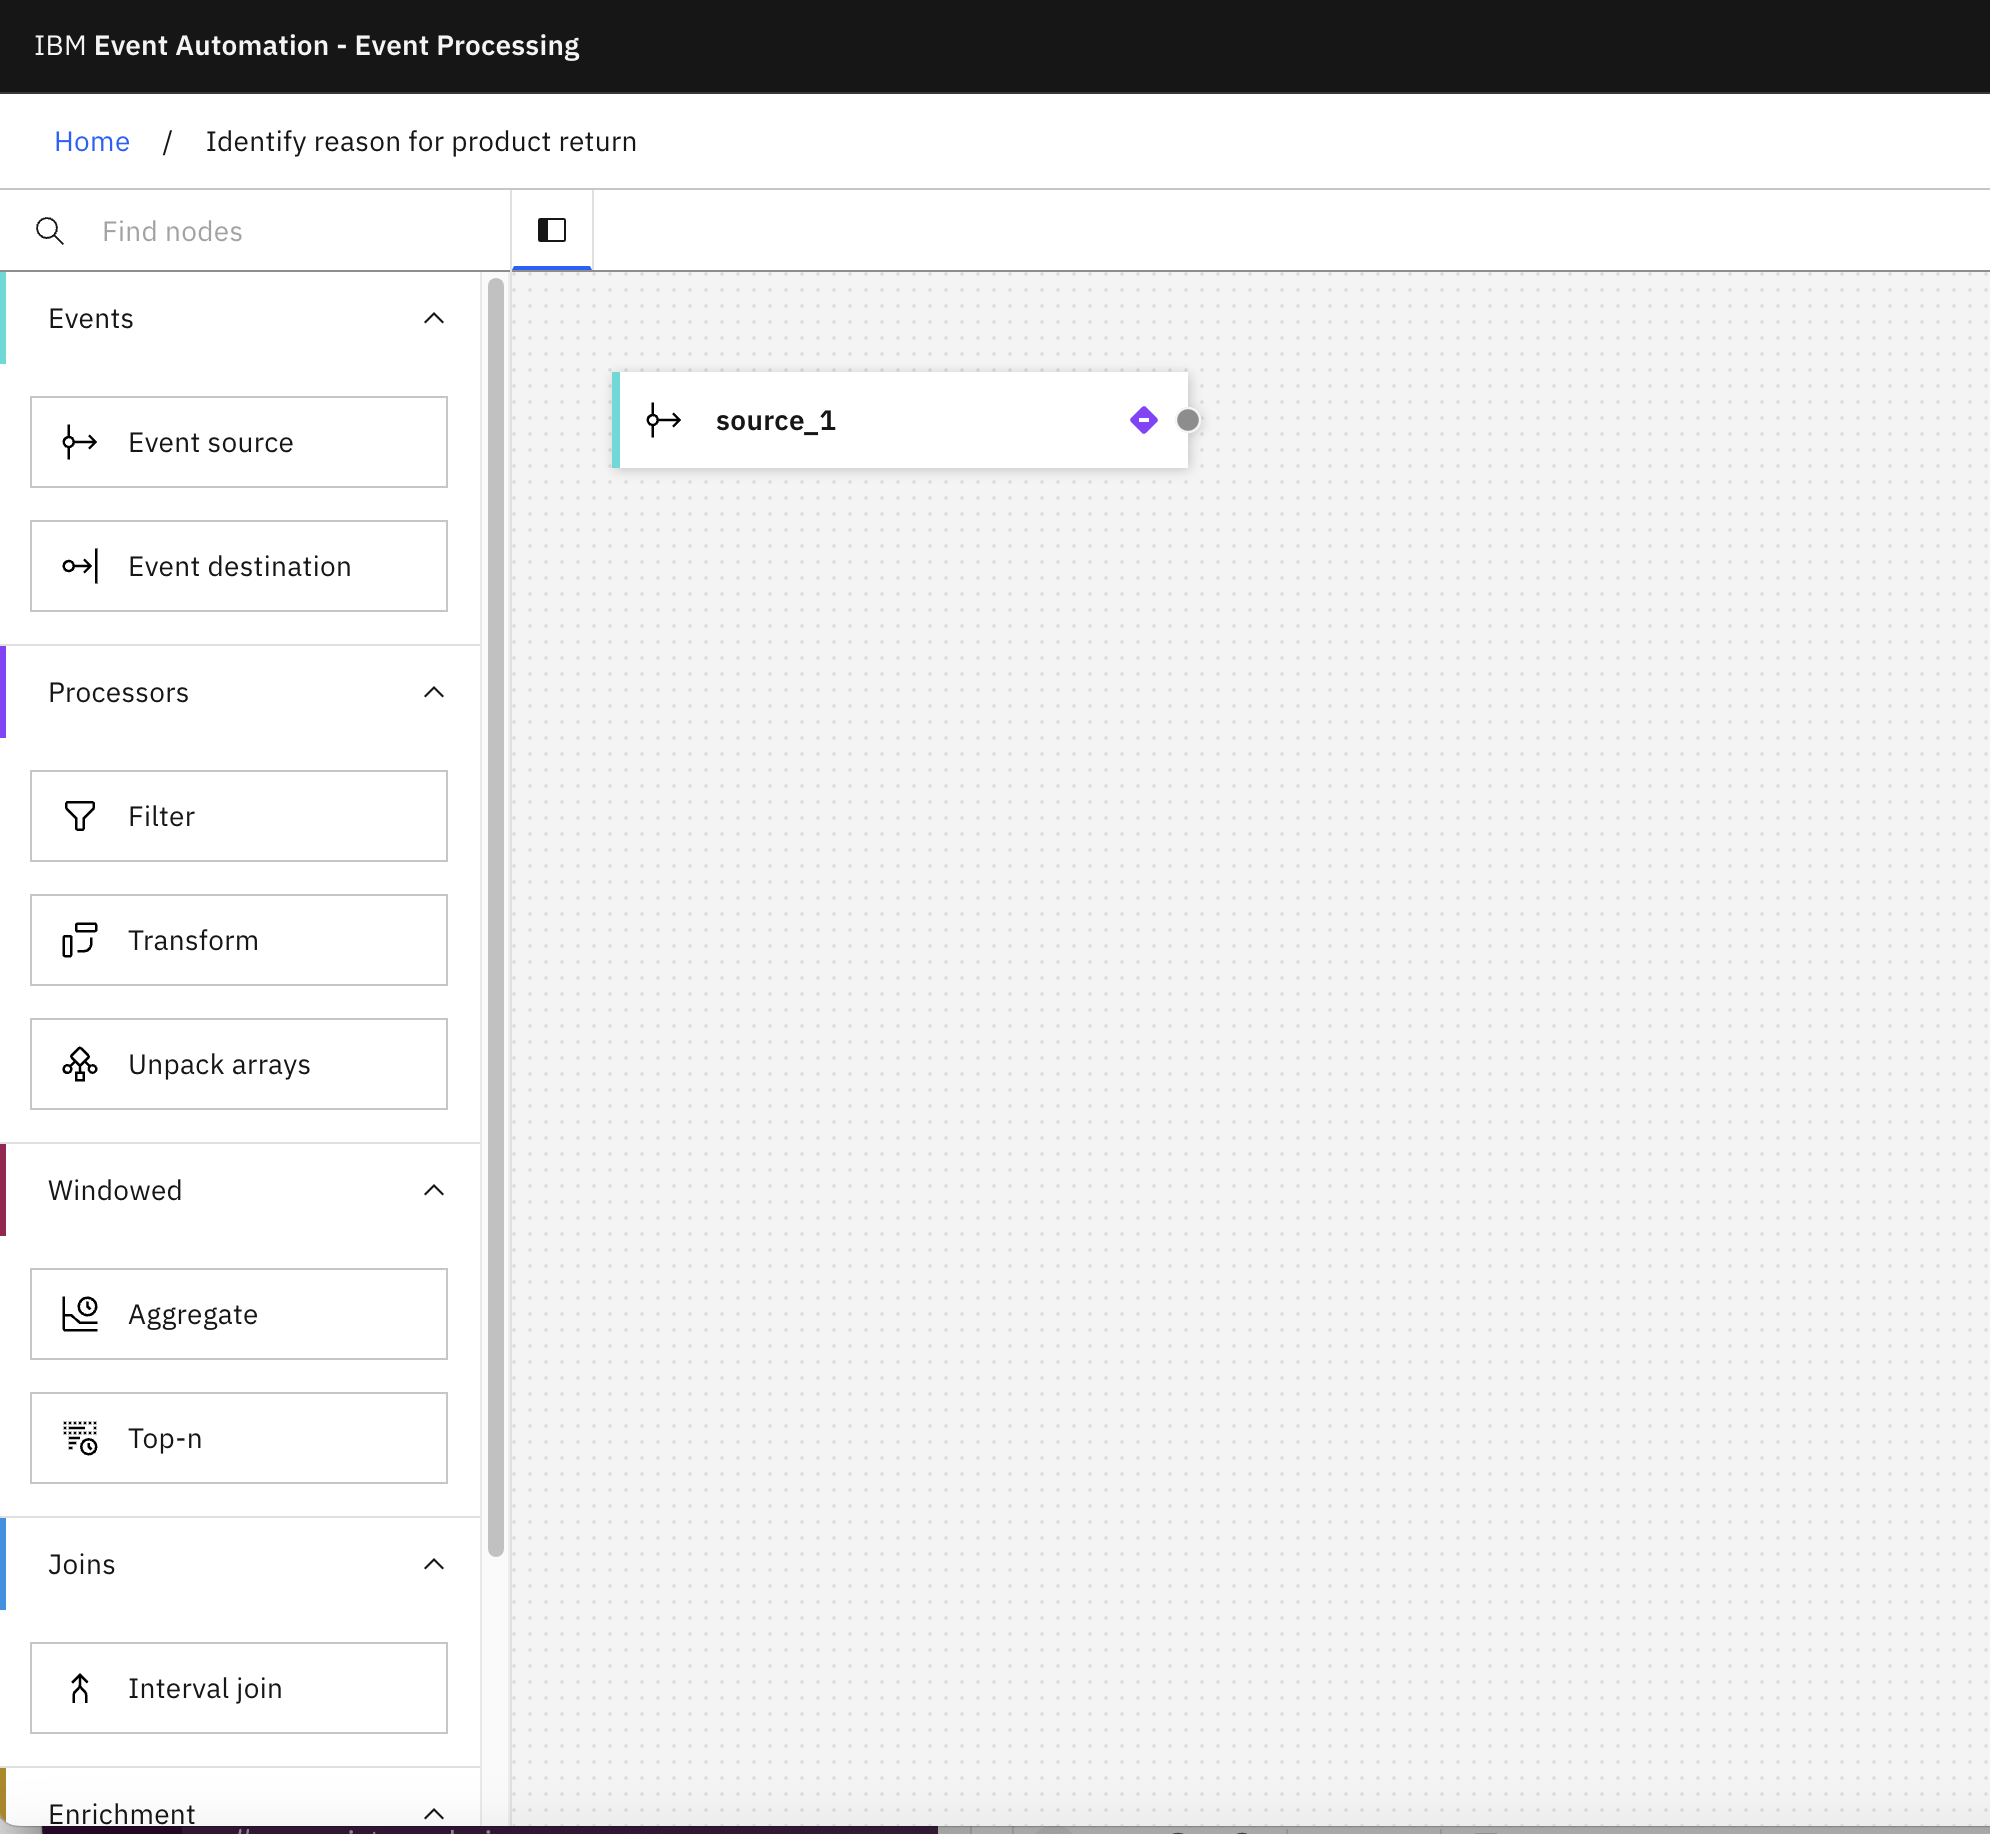 IBM Event Automation - Event Processing
Home / Identify reason for product return
Find nodes
Events
source_1
Event source
Event destination
Processors
Filter
Transform
Unpack arrays
Windowed
Aggregate
Top-n
Joins
Interval join
Enrichment